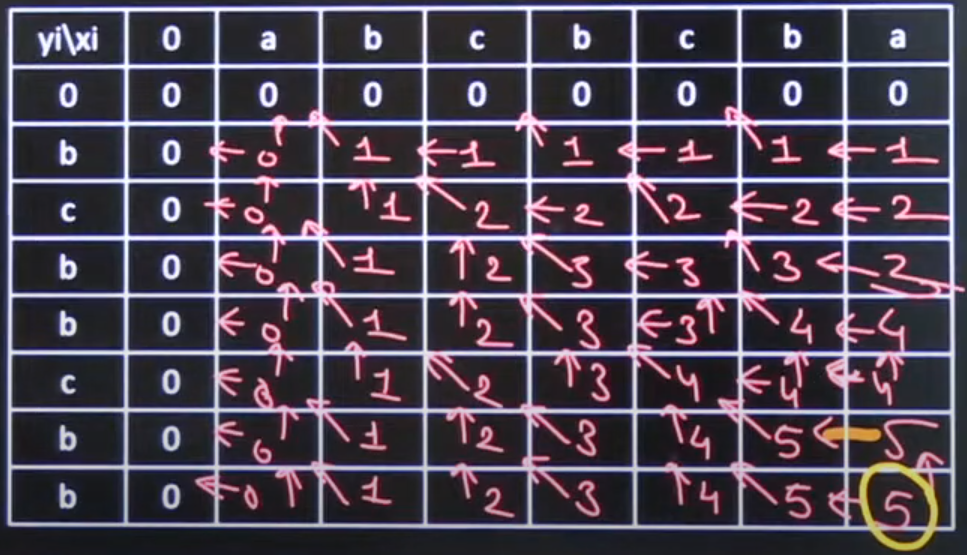 yi\xi 0 a b c b c b a
0 0 0 0 0 0 0 0 0
b 0 ←0↑ ↖1 ←1 ↖1 ←1 ↖1 ←1
c 0 ←0↑ ↑1 ↖2 ←2 ↖2 ←2 ←2
b 0 ←0↑ ↖1 ↑2 ↖3 ←3 ↖3 ←3
b 0 ←0↑ ↖1 ↑2 ↖3 ←3↑ ↖4 ←4
c 0 ←0↑ ↑1 ↖2 ↑3 ↖4 ←4↑ ←4↑
b 0 ←0↑ ↖1 ↑2 ↖3 ↑4 ↖5 ←5
b 0 ←0↑ ↖1 ↑2 ↖3 ↑4 ↖5 ←5↑